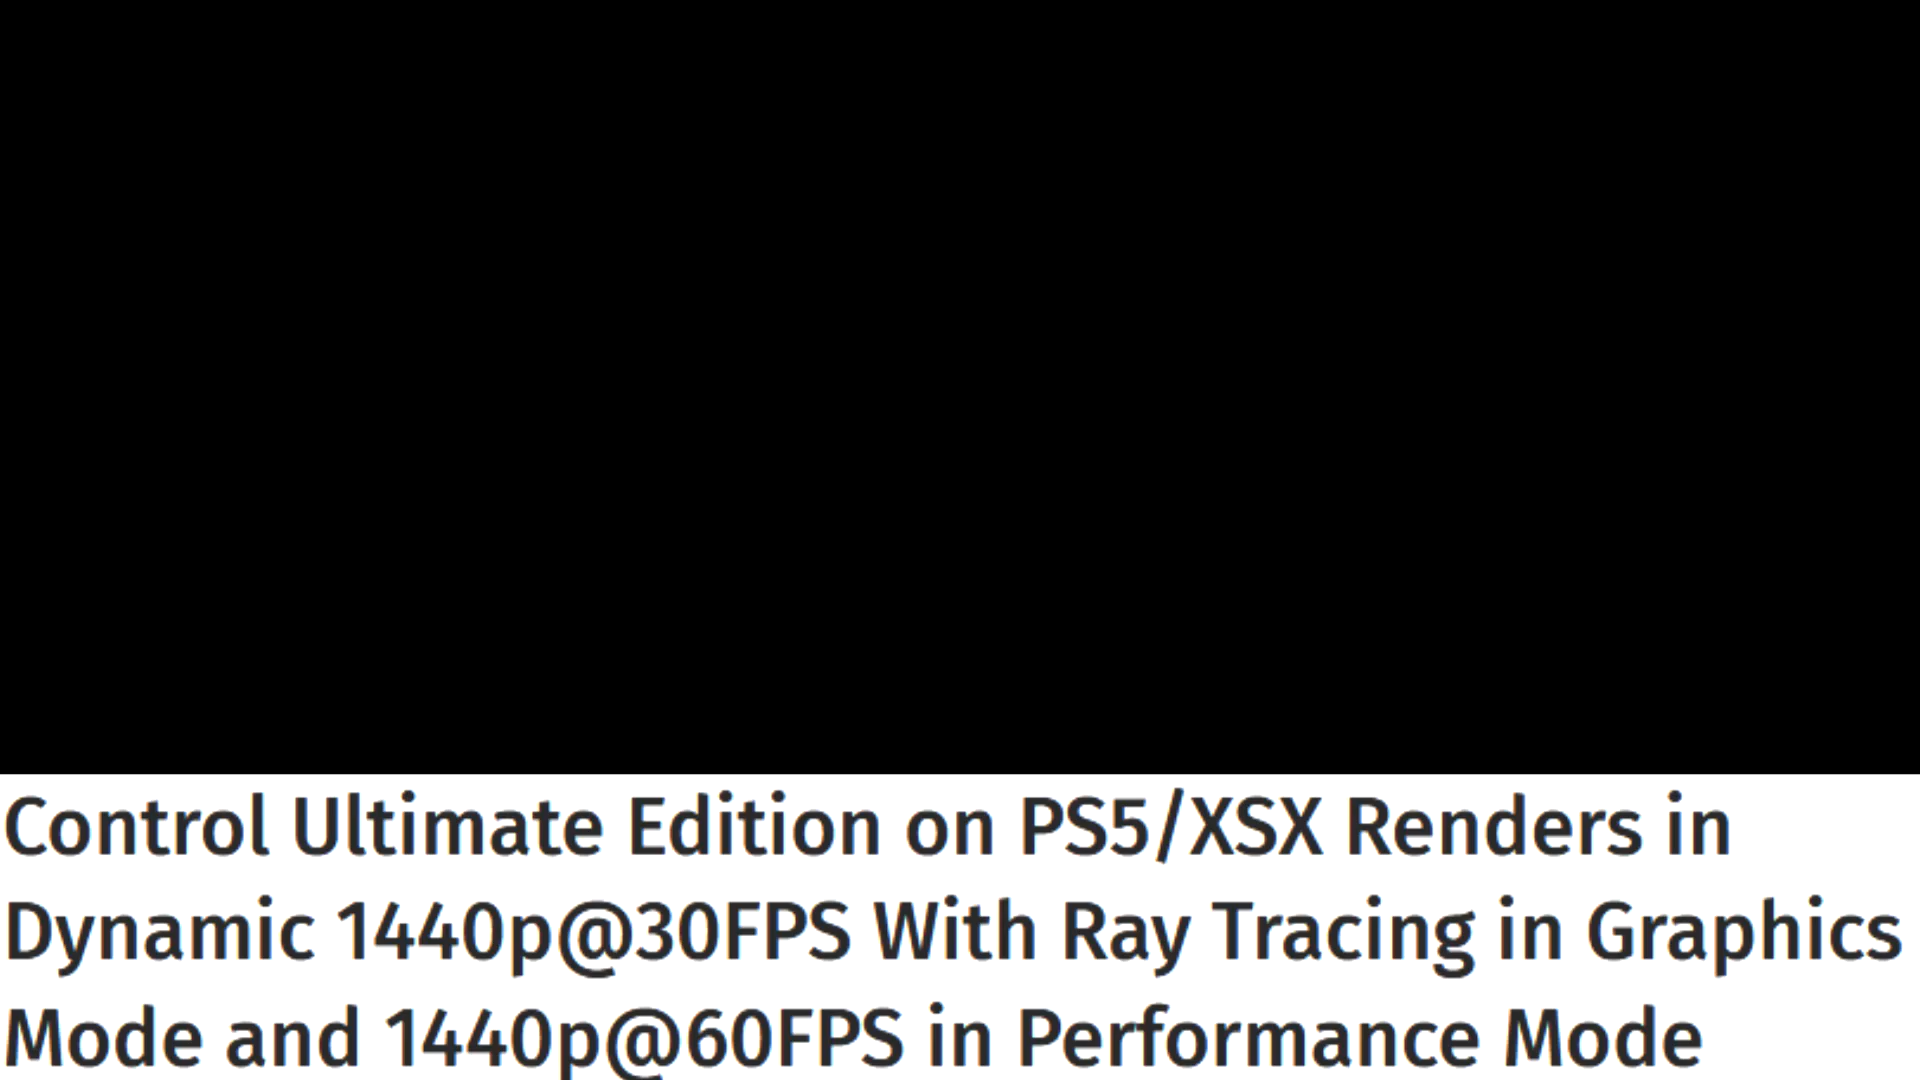 Control Ultimate Edition on PS5/XSX Renders in
Dynamic 1440p@30FPS With Ray Tracing in Graphics
Mode and 1440p@60FPS in Performance Mode